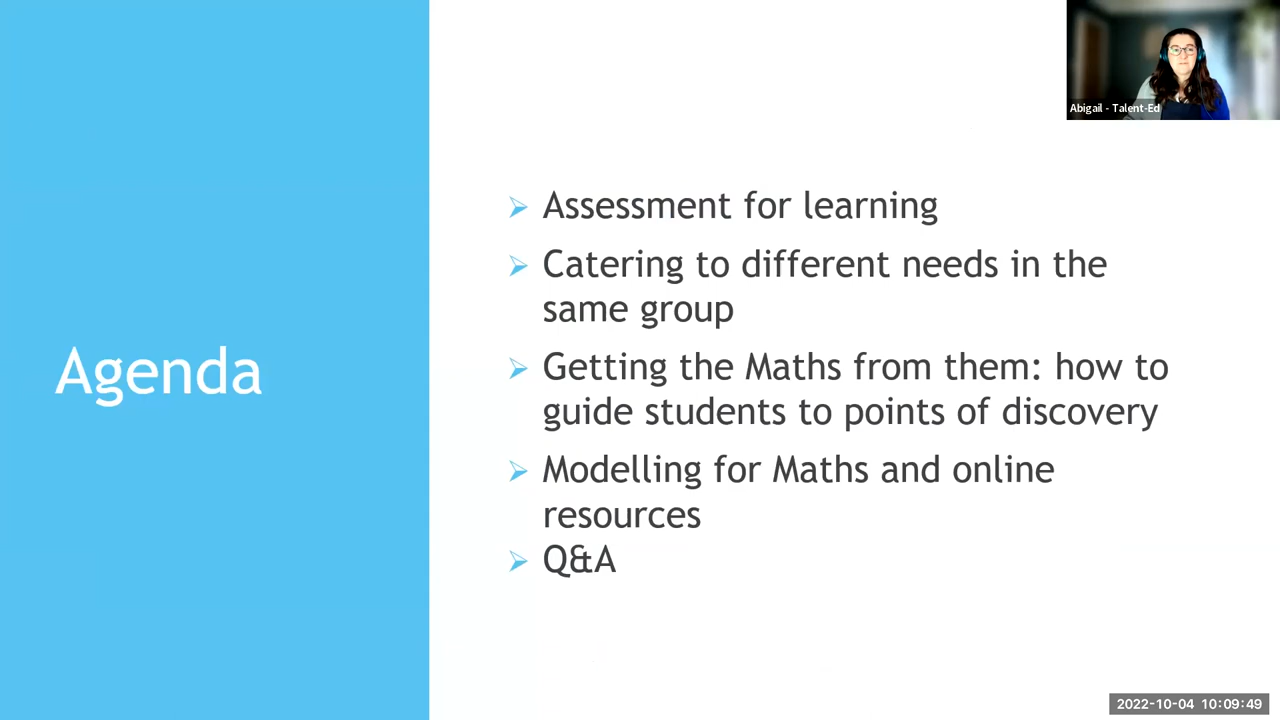 Abigail - Talent-Ed
Agenda
Assessment for learning
Catering to different needs in the
same group
Getting the Maths from them: how to
guide students to points of discovery
Modelling for Maths and online
resources
Q&A
2022-10-04 10:09:49